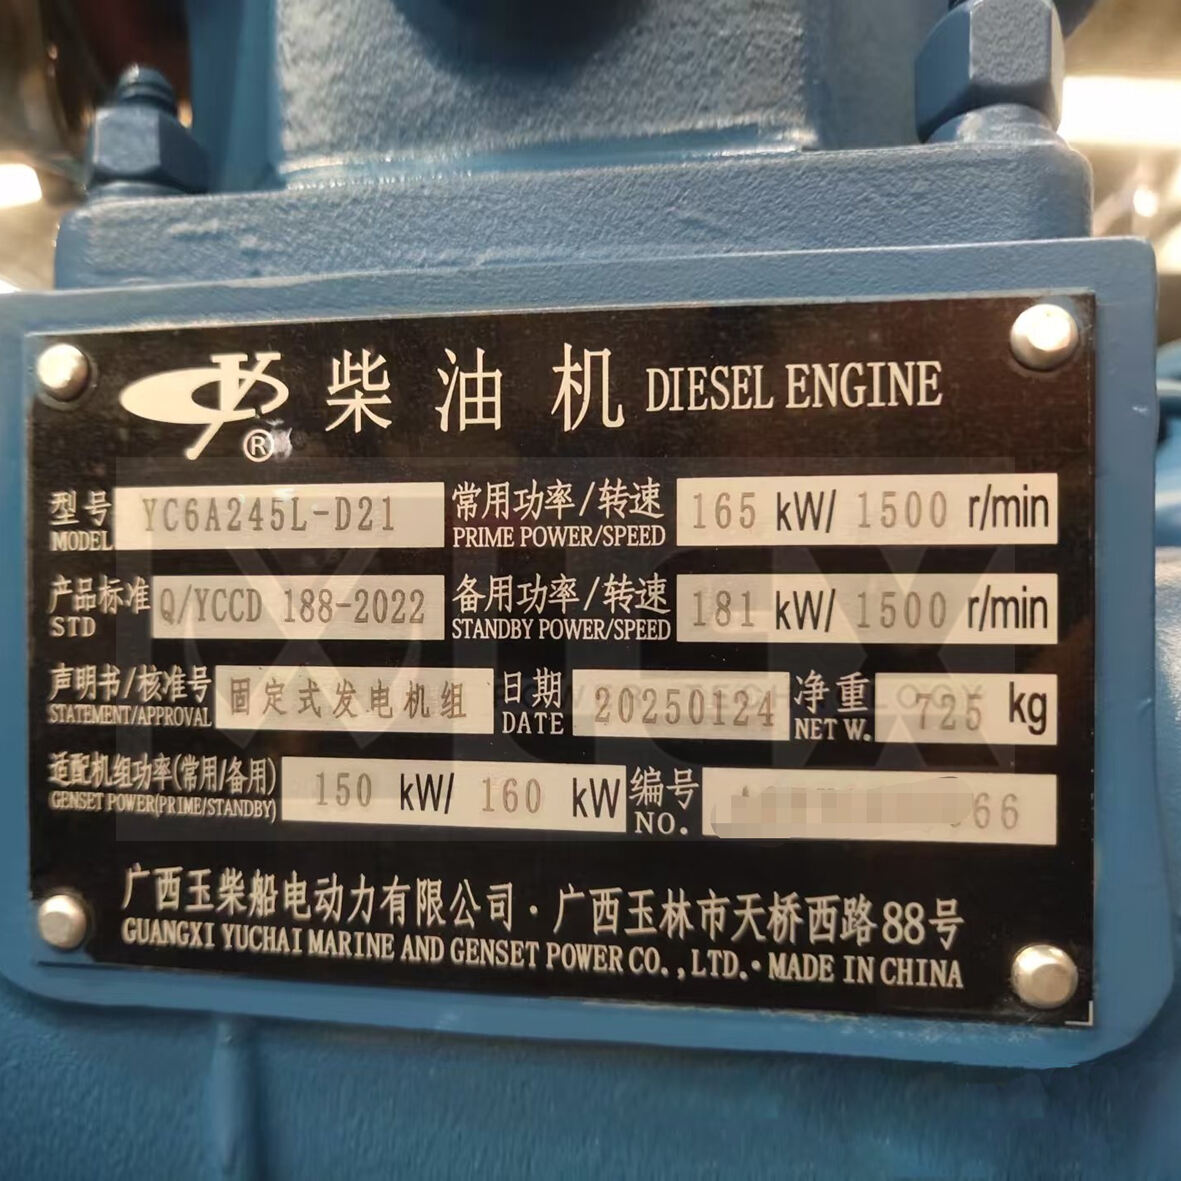 柴油机 DIESEL ENGINE
型号 MODEL YC6A245L-D21 常用功率/转速 PRIME POWER/SPEED 165 kW/ 1500 r/min
产品标准 STD Q/YCCD 188-2022 备用功率/转速 STANDBY POWER/SPEED 181 kW/ 1500 r/min
声明书/核准号 STATEMENT/APPROVAL 固定式发电机组 日期 DATE 20250124 净重 NET W. 725 kg
适配机组功率(常用/备用) GENSET POWER(PRIME/STANDBY) 150 kW/ 160 kW 编号 NO. 66
广西玉柴船电动力有限公司·广西玉林市天桥西路88号
GUANGXI YUCHAI MARINE AND GENSET POWER CO.,LTD.·MADE IN CHINA